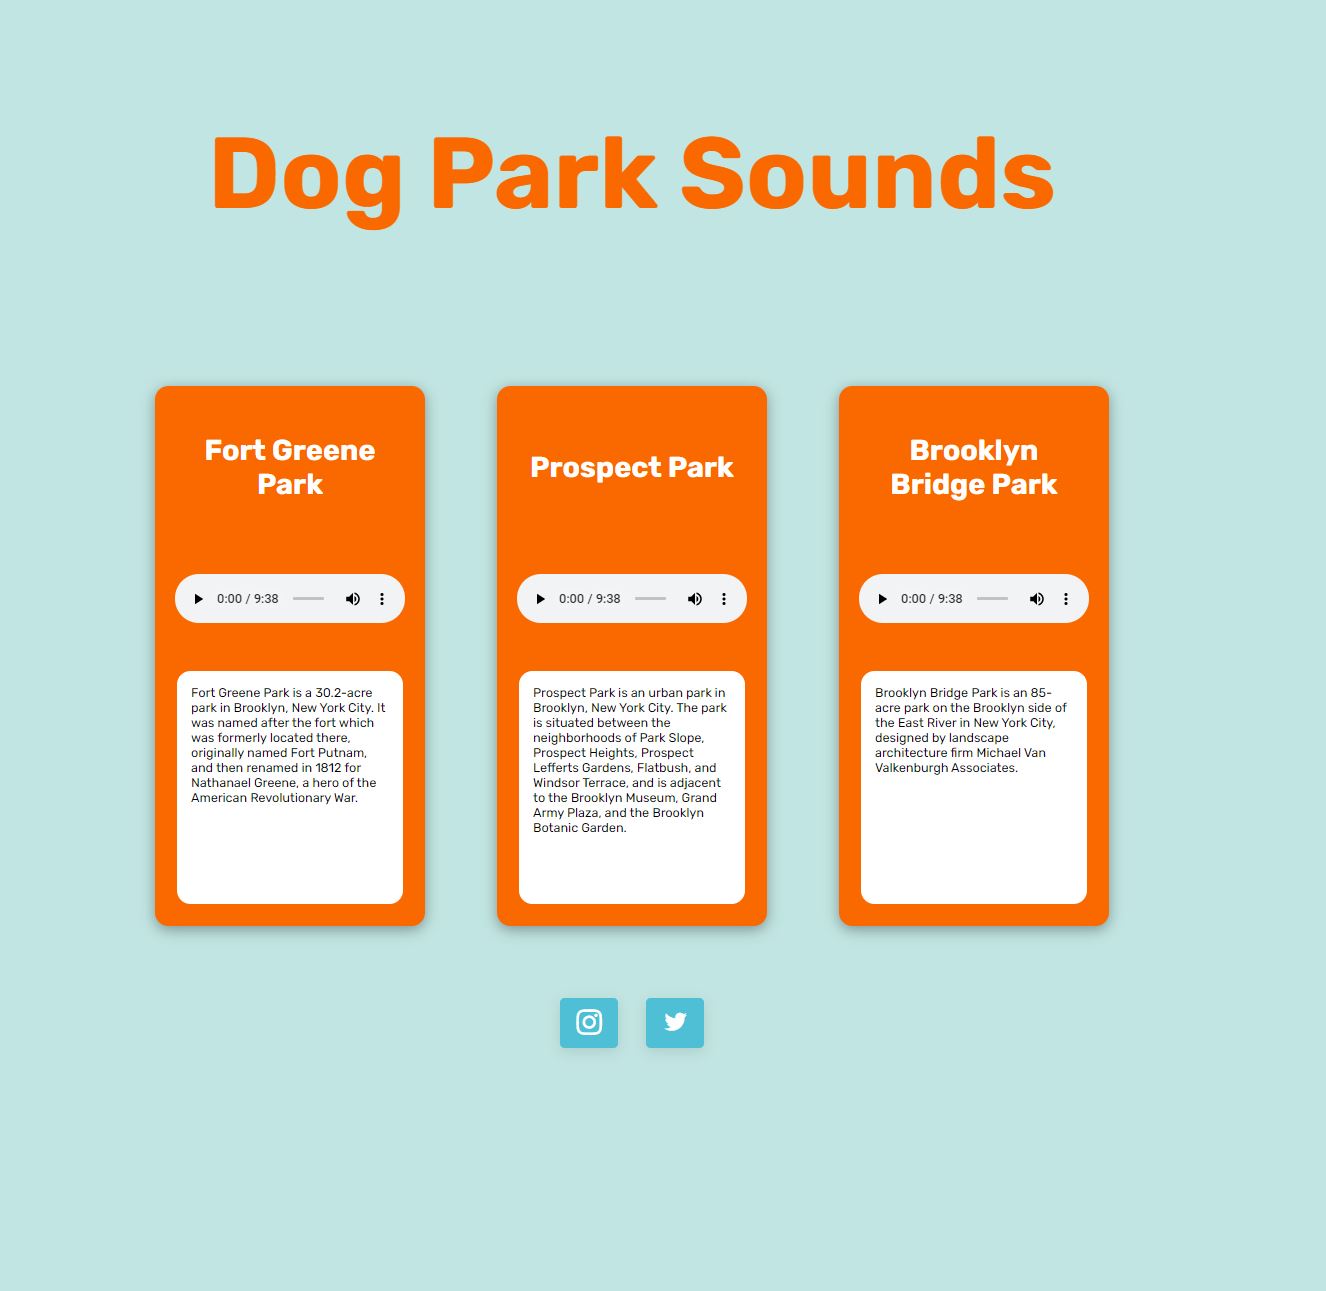 Dog Park Sounds
Fort Greene
Park
0:00 / 9:38
Fort Greene Park is a 30.2-acre
park in Brooklyn, New York City. It
was named after the fort which
was formerly located there,
originally named Fort Putnam,
and then renamed in 1812 for
Nathanael Greene, a hero of the
American Revolutionary War.
Prospect Park
0:00 / 9:38
Prospect Park is an urban park in
Brooklyn, New York City. The park
is situated between the
neighborhoods of Park Slope,
Prospect Heights, Prospect
Lefferts Gardens, Flatbush, and
Windsor Terrace, and is adjacent
to the Brooklyn Museum, Grand
Army Plaza, and the Brooklyn
Botanic Garden.
Brooklyn
Bridge Park
0:00 / 9:38
Brooklyn Bridge Park is an 85-
acre park on the Brooklyn side of
the East River in New York City,
designed by landscape
architecture firm Michael Van
Valkenburgh Associates.